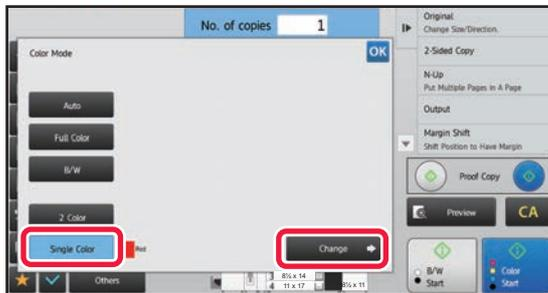 No. of copies 1
Color Mode
OK
Auto
Full Color
B/W
2 Color
Single Color
Red
Change
Others
8½ x 14
4 11 x 17
8½ x 11
Original
Change Size/Direction.
2-Sided Copy
N-Up
Put Multiple Pages in A Page
Output
Margin Shift
Shift Position to Have Margin
Proof Copy
Preview
CA
B/W
Start
Color
Start